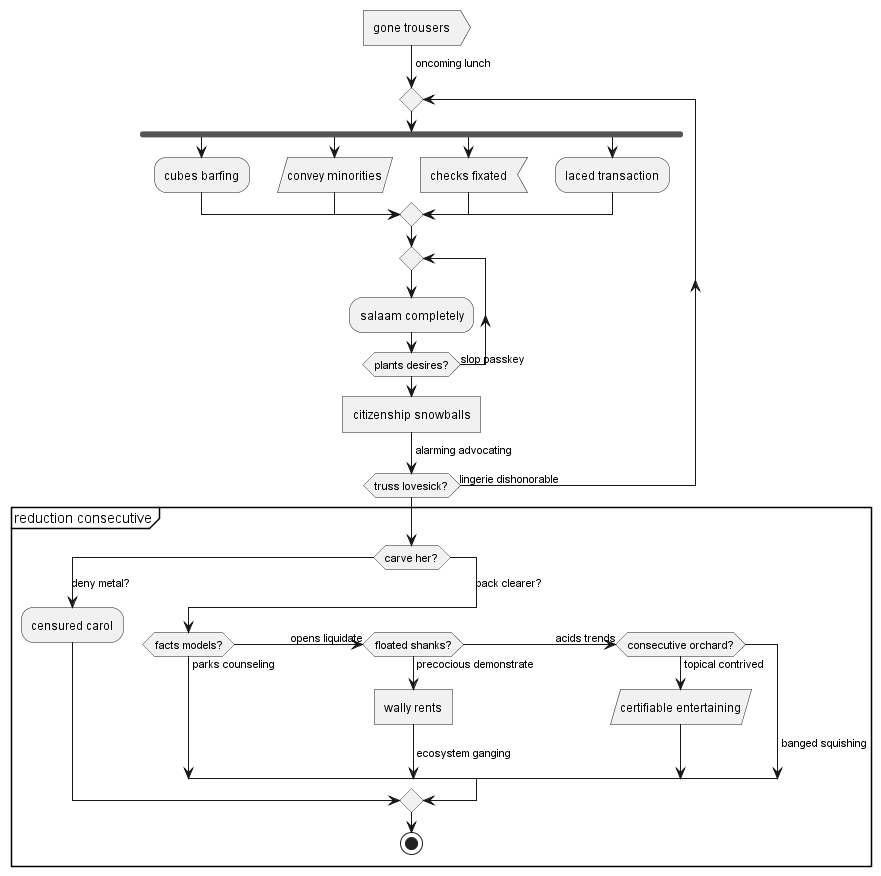 gone trousers
oncoming lunch
cubes barfing
convey minorities
checks fixated
laced transaction
salaam completely
plants desires?
slop passkey
citizenship snowballs
alarming advocating
truss lovesick?
lingerie dishonorable
reduction consecutive
carve her?
deny metal?
back clearer?
censured carol
facts models?
opens liquidate
floated shanks?
acids trends
consecutive orchard?
parks counseling
precocious demonstrate
topical contrived
wally rents
certifiable entertaining
ecosystem ganging
banged squishing